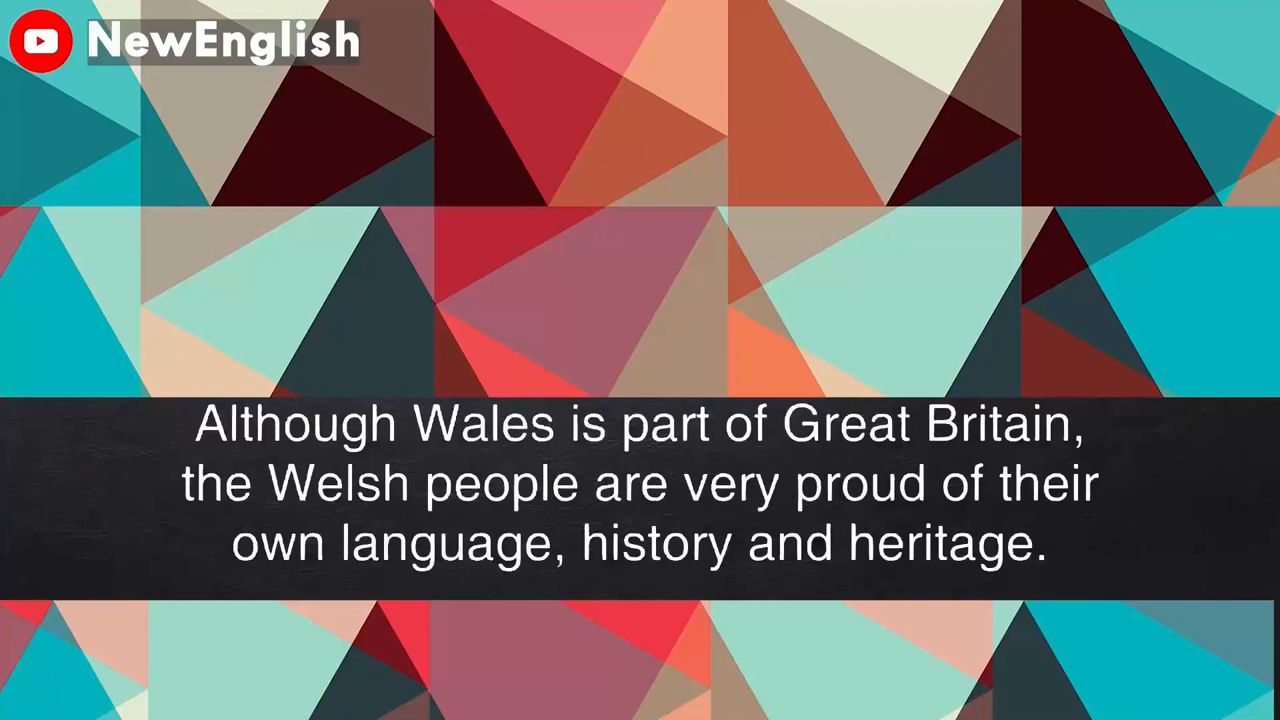 NewEnglish
Although Wales is part of Great Britain,
the Welsh people are very proud of their
own language, history and heritage.